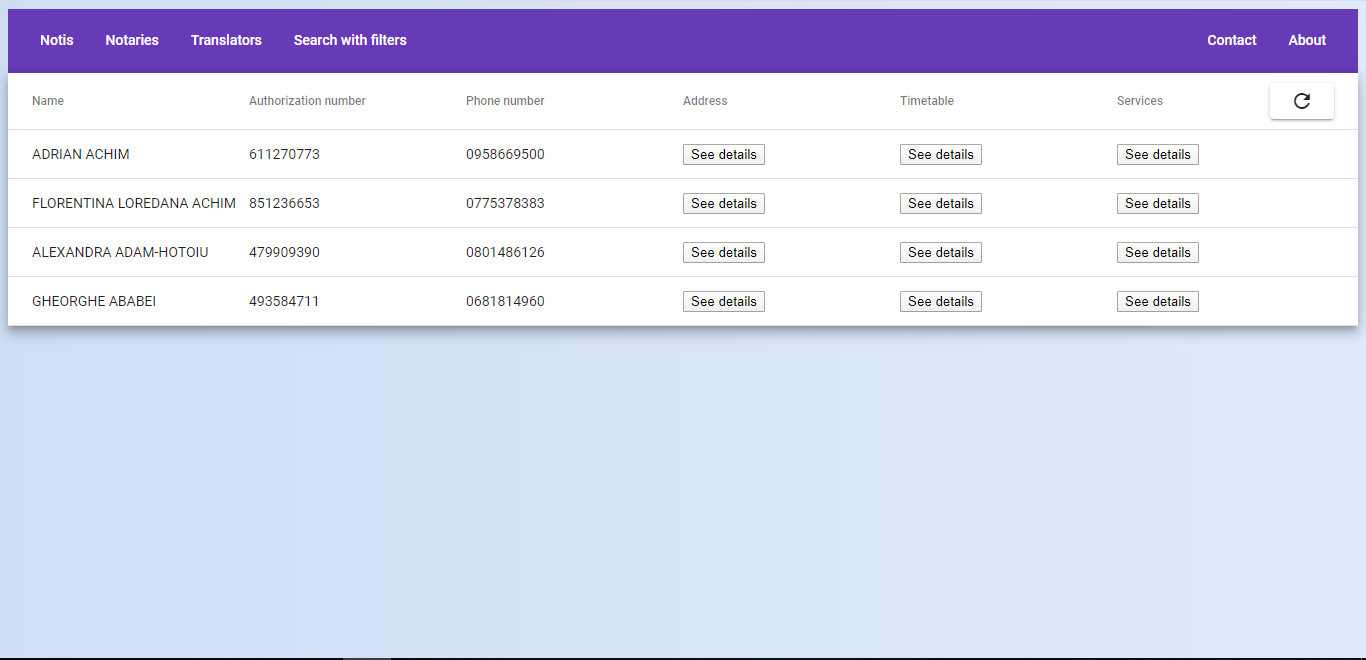 Notis Notaries Translators Search with filters Contact About
Name Authorization number Phone number Address Timetable Services
ADRIAN ACHIM 611270773 0958669500 See details See details See details
FLORENTINA LOREDANA ACHIM 851236653 0775378383 See details See details See details
ALEXANDRA ADAM-HOTOIU 479909390 0801486126 See details See details See details
GHEORGHE ABABEI 493584711 0681814960 See details See details See details